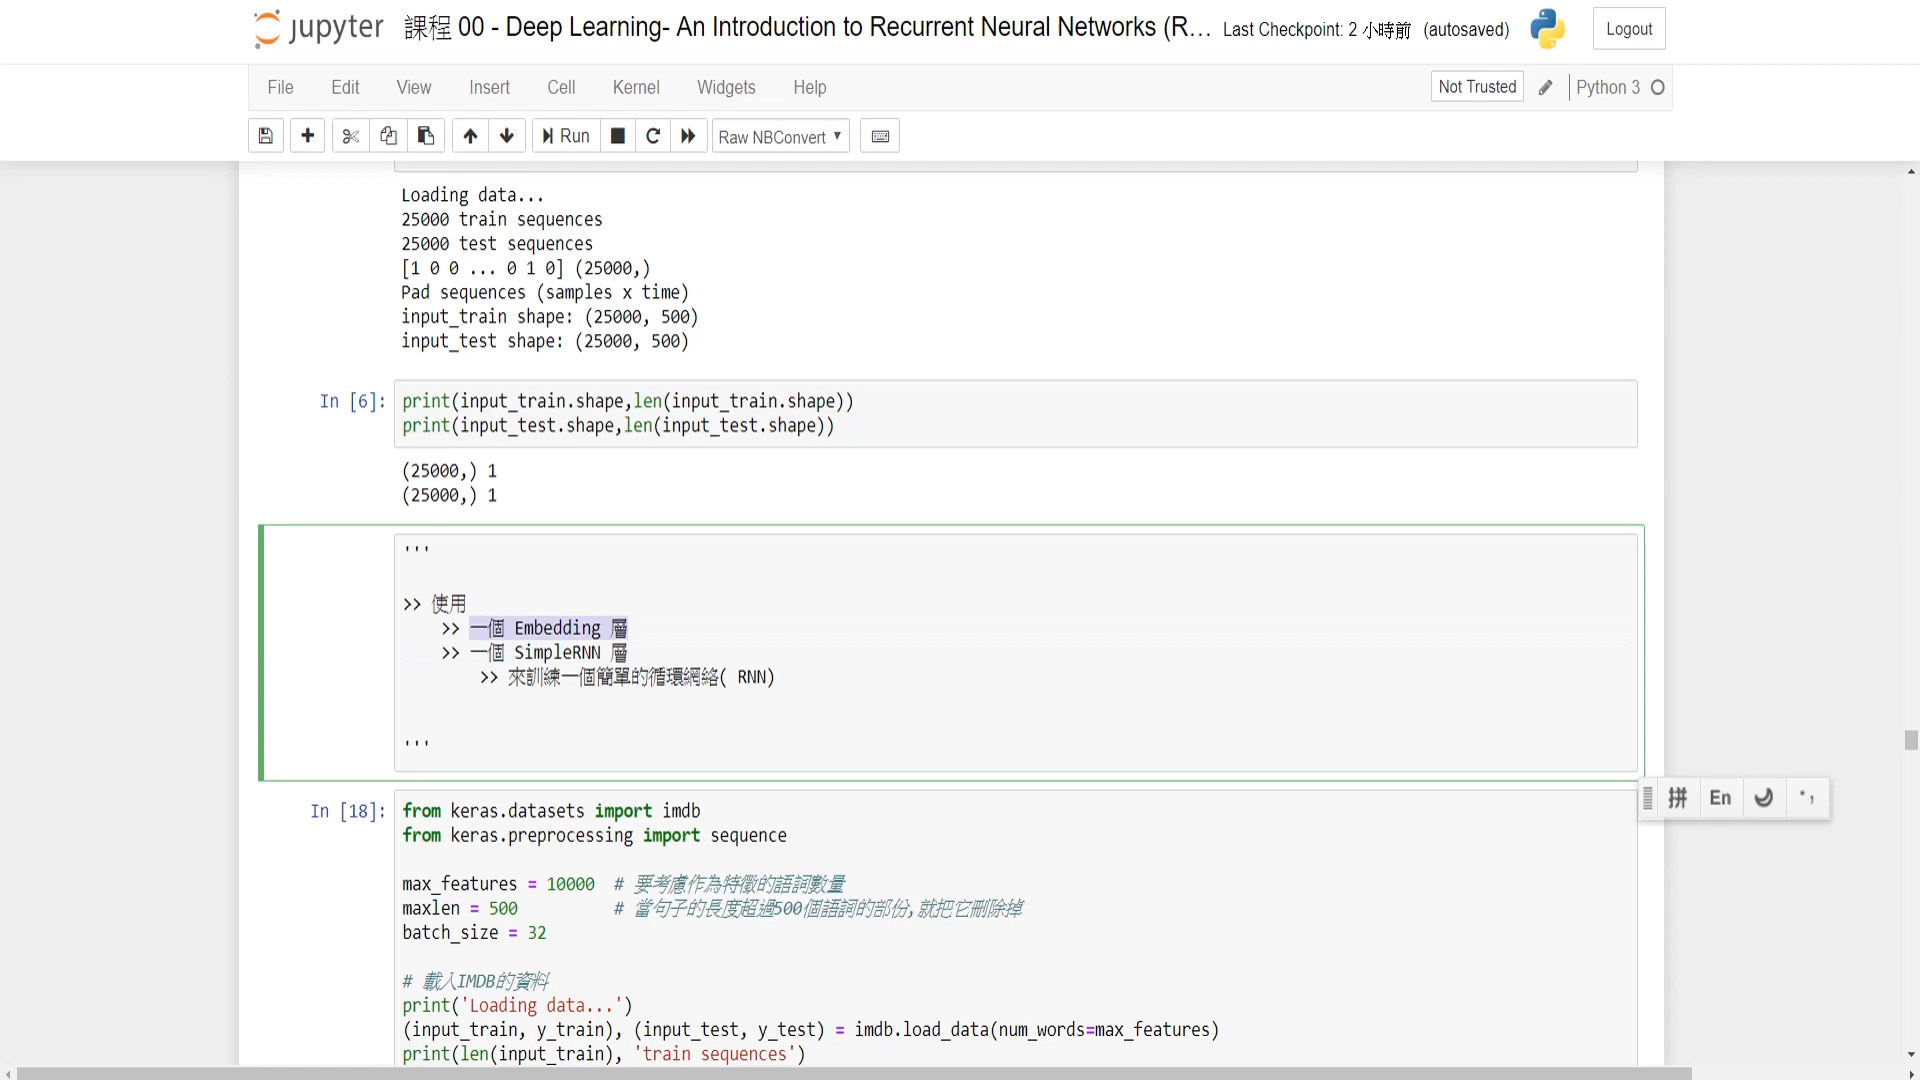 jupyter 課程 00 - Deep Learning- An Introduction to Recurrent Neural Networks (R... Last Checkpoint: 2 小時前 (autosaved) Logout
File Edit View Insert Cell Kernel Widgets Help Not Trusted Python 3
Run Raw NBConvert
Loading data...
25000 train sequences
25000 test sequences
[1 0 0 ... 0 1 0] (25000,)
Pad sequences (samples x time)
input_train shape: (25000, 500)
input_test shape: (25000, 500)
In [6]: print(input_train.shape,len(input_train.shape))
print(input_test.shape,len(input_test.shape))
(25000,) 1
(25000,) 1
'''
>> 使用
>> 一個 Embedding 層
>> 一個 SimpleRNN 層
>> 來訓練一個簡單的循環網絡( RNN)
'''
拼 En
In [18]: from keras.datasets import imdb
from keras.preprocessing import sequence
max_features = 10000 # 要考慮作為特徵的語詞數量
maxlen = 500 # 當句子的長度超過500個語詞的部份,就把它刪除掉
batch_size = 32
# 載入IMDB的資料
print('Loading data...')
(input_train, y_train), (input_test, y_test) = imdb.load_data(num_words=max_features)
print(len(input_train), 'train sequences')